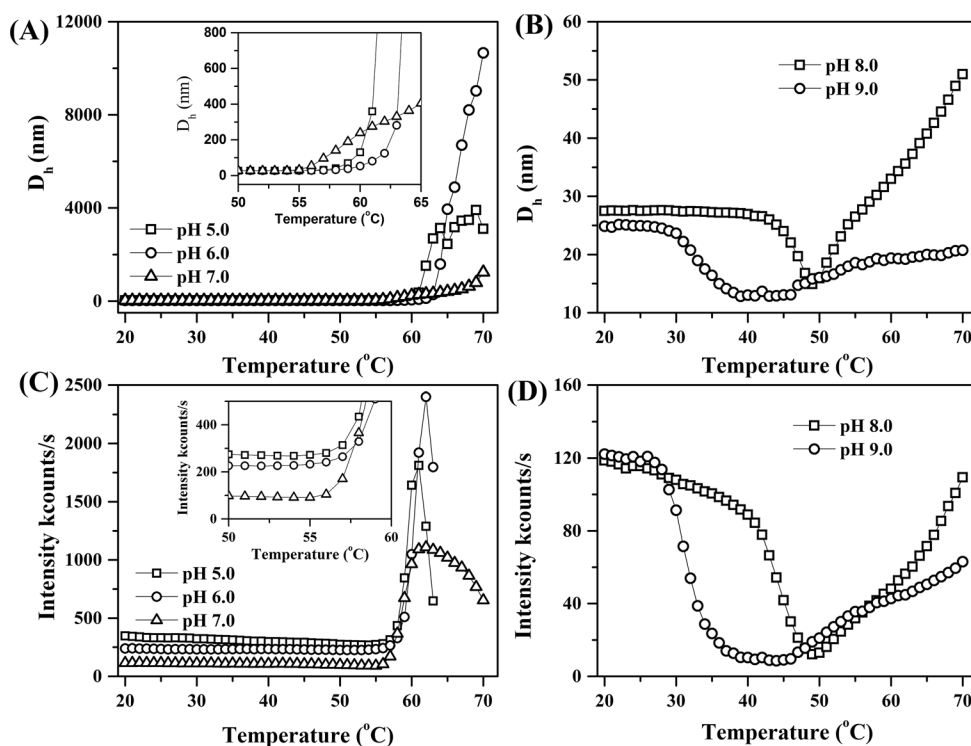 (A)
12000
8000
4000
0
D_h (nm)
800
600
400
200
0
D_h (nm)
50 55 60 65
Temperature (°C)
pH 5.0
pH 6.0
pH 7.0
20 30 40 50 60 70
Temperature (°C)
(B)
60
50
40
30
20
10
D_h (nm)
pH 8.0
pH 9.0
20 30 40 50 60 70
Temperature (°C)
(C)
2500
2000
1500
1000
500
0
Intensity kcounts/s
400
200
0
Intensity kcounts/s
50 55 60
Temperature (°C)
pH 5.0
pH 6.0
pH 7.0
20 30 40 50 60 70
Temperature (°C)
(D)
160
120
80
40
0
Intensity kcounts/s
pH 8.0
pH 9.0
20 30 40 50 60 70
Temperature (°C)